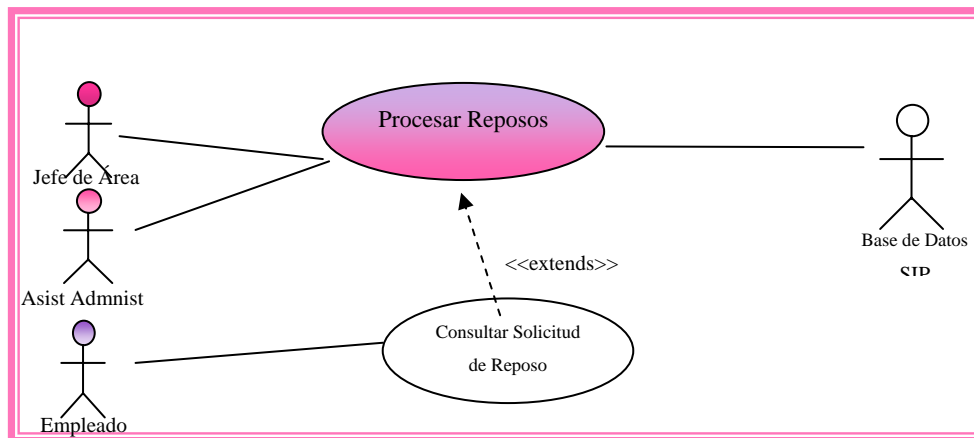 Procesar Reposos
Jefe de Área
Asist Admnist
Empleado
<<extends>>
Consultar Solicitud
de Reposo
Base de Datos